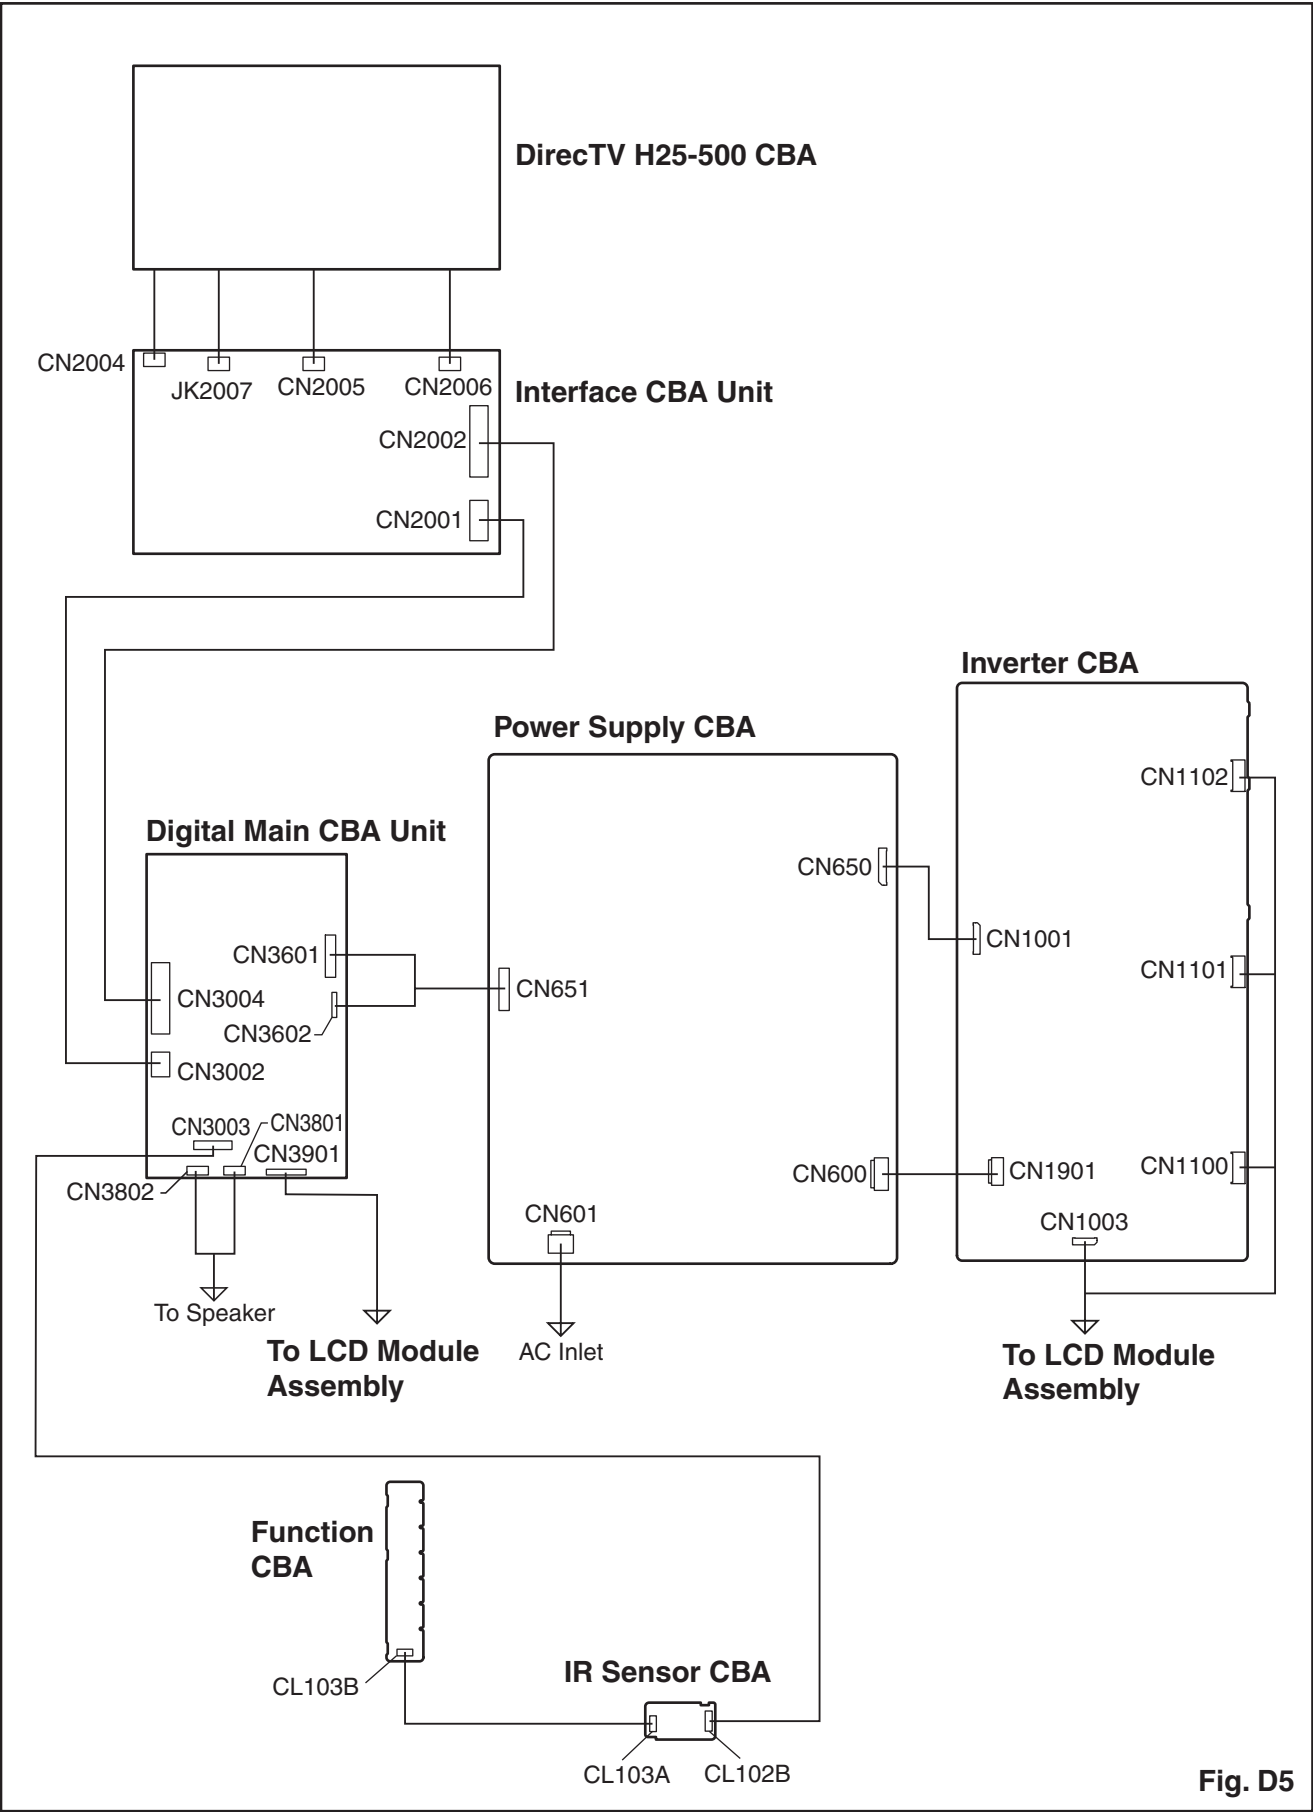 DirecTV H25-500 CBA
CN2004
JK2007
CN2005
CN2006
Interface CBA Unit
CN2002
CN2001
Inverter CBA
Power Supply CBA
CN1102
Digital Main CBA Unit
CN650
CN1001
CN3601
CN1101
CN651
CN3004
CN3602
CN3002
CN3003
CN3801
CN3901
CN3802
CN600
CN1901
CN1100
CN601
CN1003
To Speaker
To LCD Module
Assembly
AC Inlet
To LCD Module
Assembly
Function
CBA
CL103B
IR Sensor CBA
CL103A
CL102B
Fig. D5